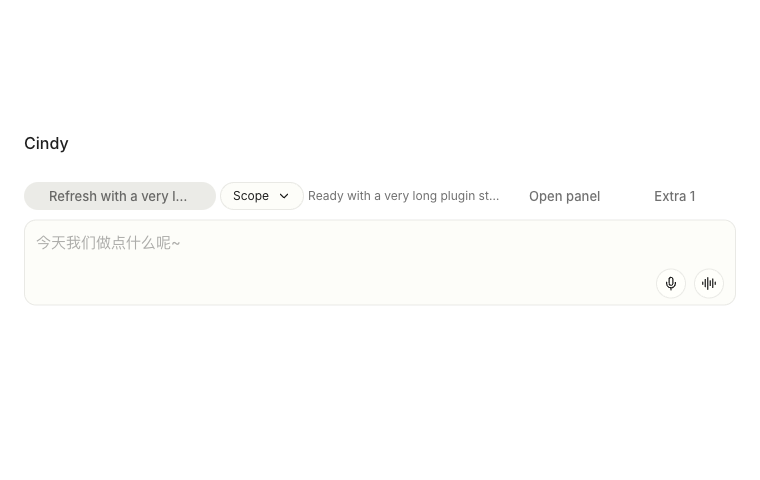 Cindy
Refresh with a very l...
Scope
Ready with a very long plugin st...
Open panel
Extra 1
今天我们做点什么呢~